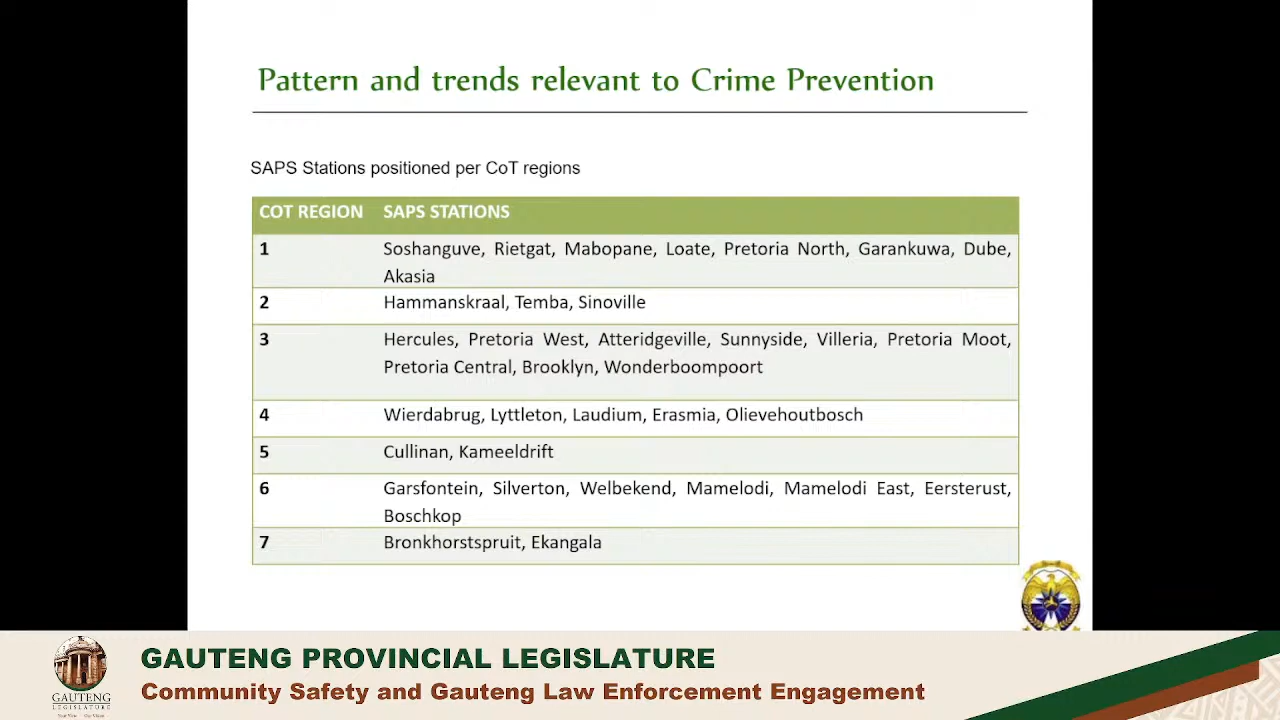 Pattern and trends relevant to Crime Prevention
SAPS Stations positioned per CoT regions
COT REGION SAPS STATIONS
1 Soshanguve, Rietgat, Mabopane, Loate, Pretoria North, Garankuwa, Dube,
Akasia
2 Hammanskraal, Temba, Sinoville
3 Hercules, Pretoria West, Atteridgeville, Sunnyside, Villeria, Pretoria Moot,
Pretoria Central, Brooklyn, Wonderboompoort
4 Wierdabrug, Lyttleton, Laudium, Erasmia, Olievehoutbosch
5 Cullinan, Kameeldrift
6 Garsfontein, Silverton, Welbekend, Mamelodi, Mamelodi East, Eersterust,
Boschkop
7 Bronkhorstspruit, Ekangala
GAUTENG PROVINCIAL LEGISLATURE
Community Safety and Gauteng Law Enforcement Engagement
GAUTENG
LEGISLATURE